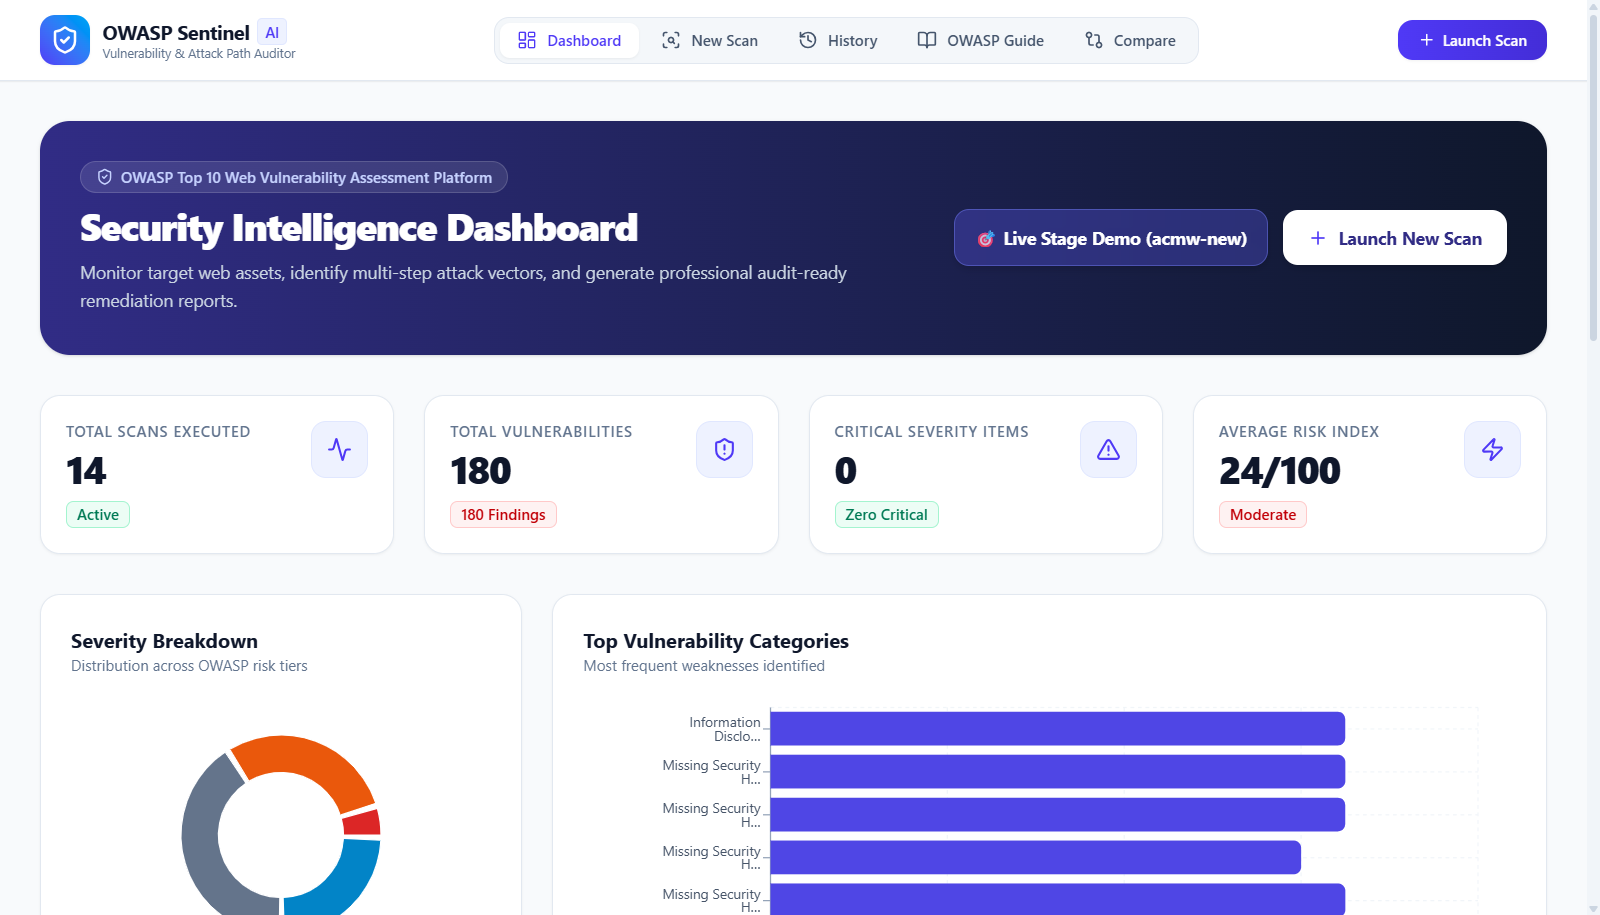 OWASP Sentinel AI
Vulnerability & Attack Path Auditor
Dashboard
New Scan
History
OWASP Guide
Compare
Launch Scan
OWASP Top 10 Web Vulnerability Assessment Platform
Security Intelligence Dashboard
Monitor target web assets, identify multi-step attack vectors, and generate professional audit-ready
remediation reports.
Live Stage Demo (acmw-new)
Launch New Scan
TOTAL SCANS EXECUTED
14
Active
TOTAL VULNERABILITIES
180
180 Findings
CRITICAL SEVERITY ITEMS
0
Zero Critical
AVERAGE RISK INDEX
24/100
Moderate
Severity Breakdown
Distribution across OWASP risk tiers
Top Vulnerability Categories
Most frequent weaknesses identified
Information
Disclo...
Missing Security
H...
Missing Security
H...
Missing Security
H...
Missing Security
H...